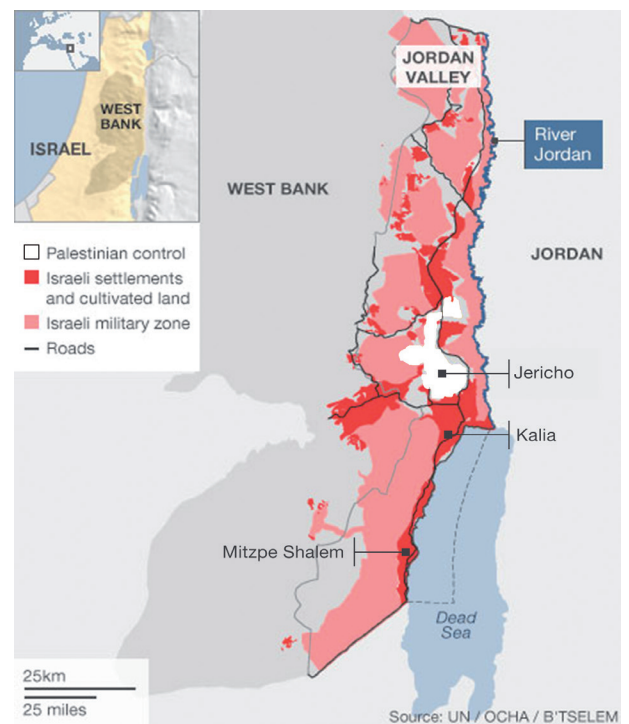 JORDAN
VALLEY
WEST
BANK
ISRAEL
River
Jordan
WEST BANK
JORDAN
Palestinian control
Israeli settlements
and cultivated land
Israeli military zone
Roads
Jericho
Kalia
Mitzpe Shalem
Dead
Sea
25km
25 miles
Source: UN / OCHA / B'TSELEM